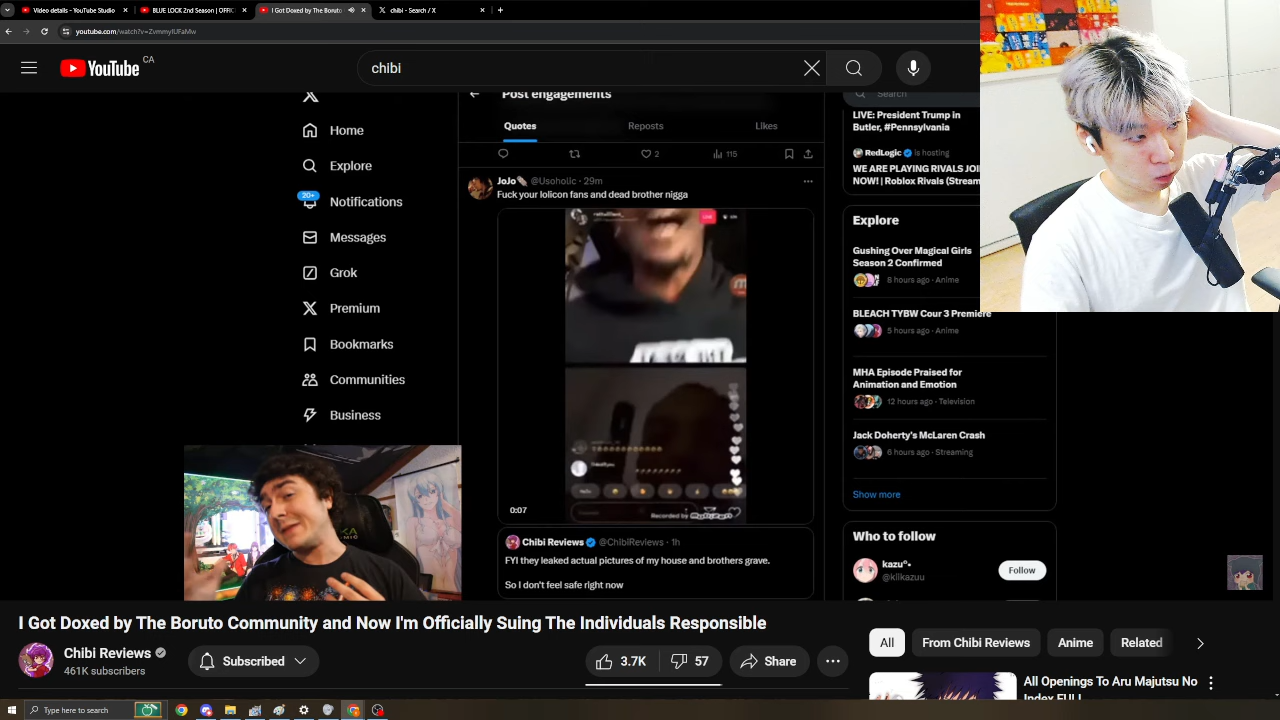 Video details - YouTube Studio
BLUE LOCK 2nd Season | OFFIC
I Got Doxed by The Boruto
chibi - Search / X
youtube.com/watch?v=ZvmmyIUFaMw
YouTube
CA
chibi
Home
Explore
20+
Notifications
Messages
Grok
Premium
Bookmarks
Communities
Business
Post engagements
Quotes
Reposts
Likes
2
115
JoJo @Usoholic · 29m
Fuck your lolicon fans and dead brother nigga
0:07
Chibi Reviews @ChibiReviews · 1h
FYI they leaked actual pictures of my house and brothers grave.
So I don't feel safe right now
Search
LIVE: President Trump in
Butler, #Pennsylvania
RedLogic is hosting
WE ARE PLAYING RIVALS JOI
NOW! | Roblox Rivals (Stream
Explore
Gushing Over Magical Girls
Season 2 Confirmed
8 hours ago · Anime
BLEACH TYBW Cour 3 Premiere
5 hours ago · Anime
MHA Episode Praised for
Animation and Emotion
12 hours ago · Television
Jack Doherty's McLaren Crash
6 hours ago · Streaming
Show more
Who to follow
kazu
@kiikazuu
Follow
I Got Doxed by The Boruto Community and Now I'm Officially Suing The Individuals Responsible
Chibi Reviews
461K subscribers
Subscribed
3.7K
57
Share
All
From Chibi Reviews
Anime
Related
All Openings To Aru Majutsu No
Index FULL
Type here to search